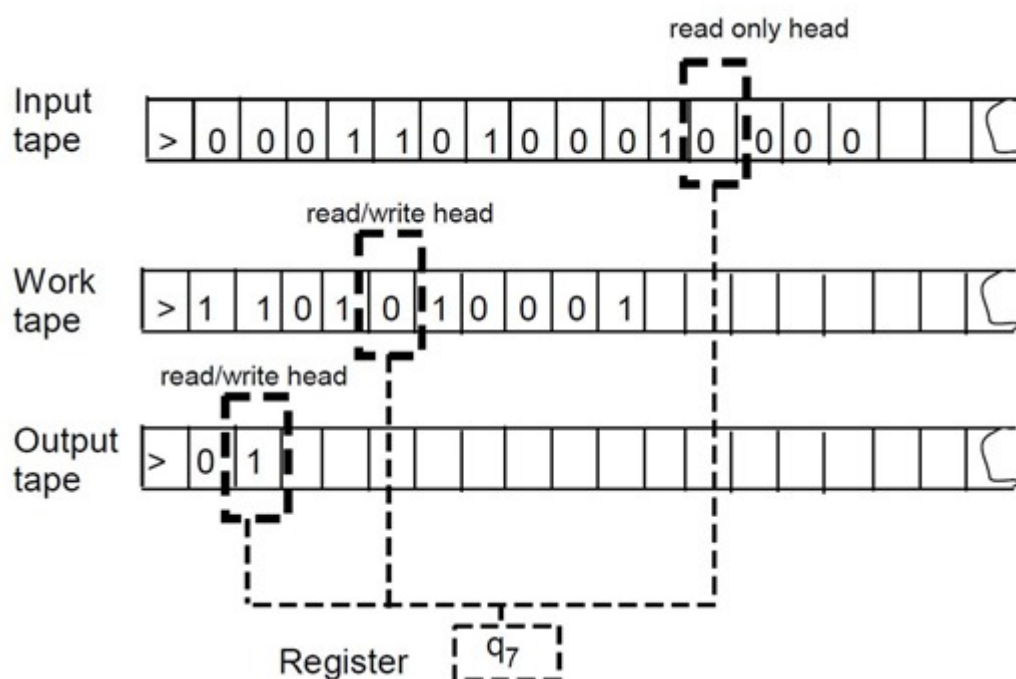 read only head
Input tape
> 0 0 0 1 1 0 1 0 0 0 1 0 0 0 0
read/write head
Work tape
> 1 1 0 1 0 1 0 0 0 1
read/write head
Output tape
> 0 1
Register q7